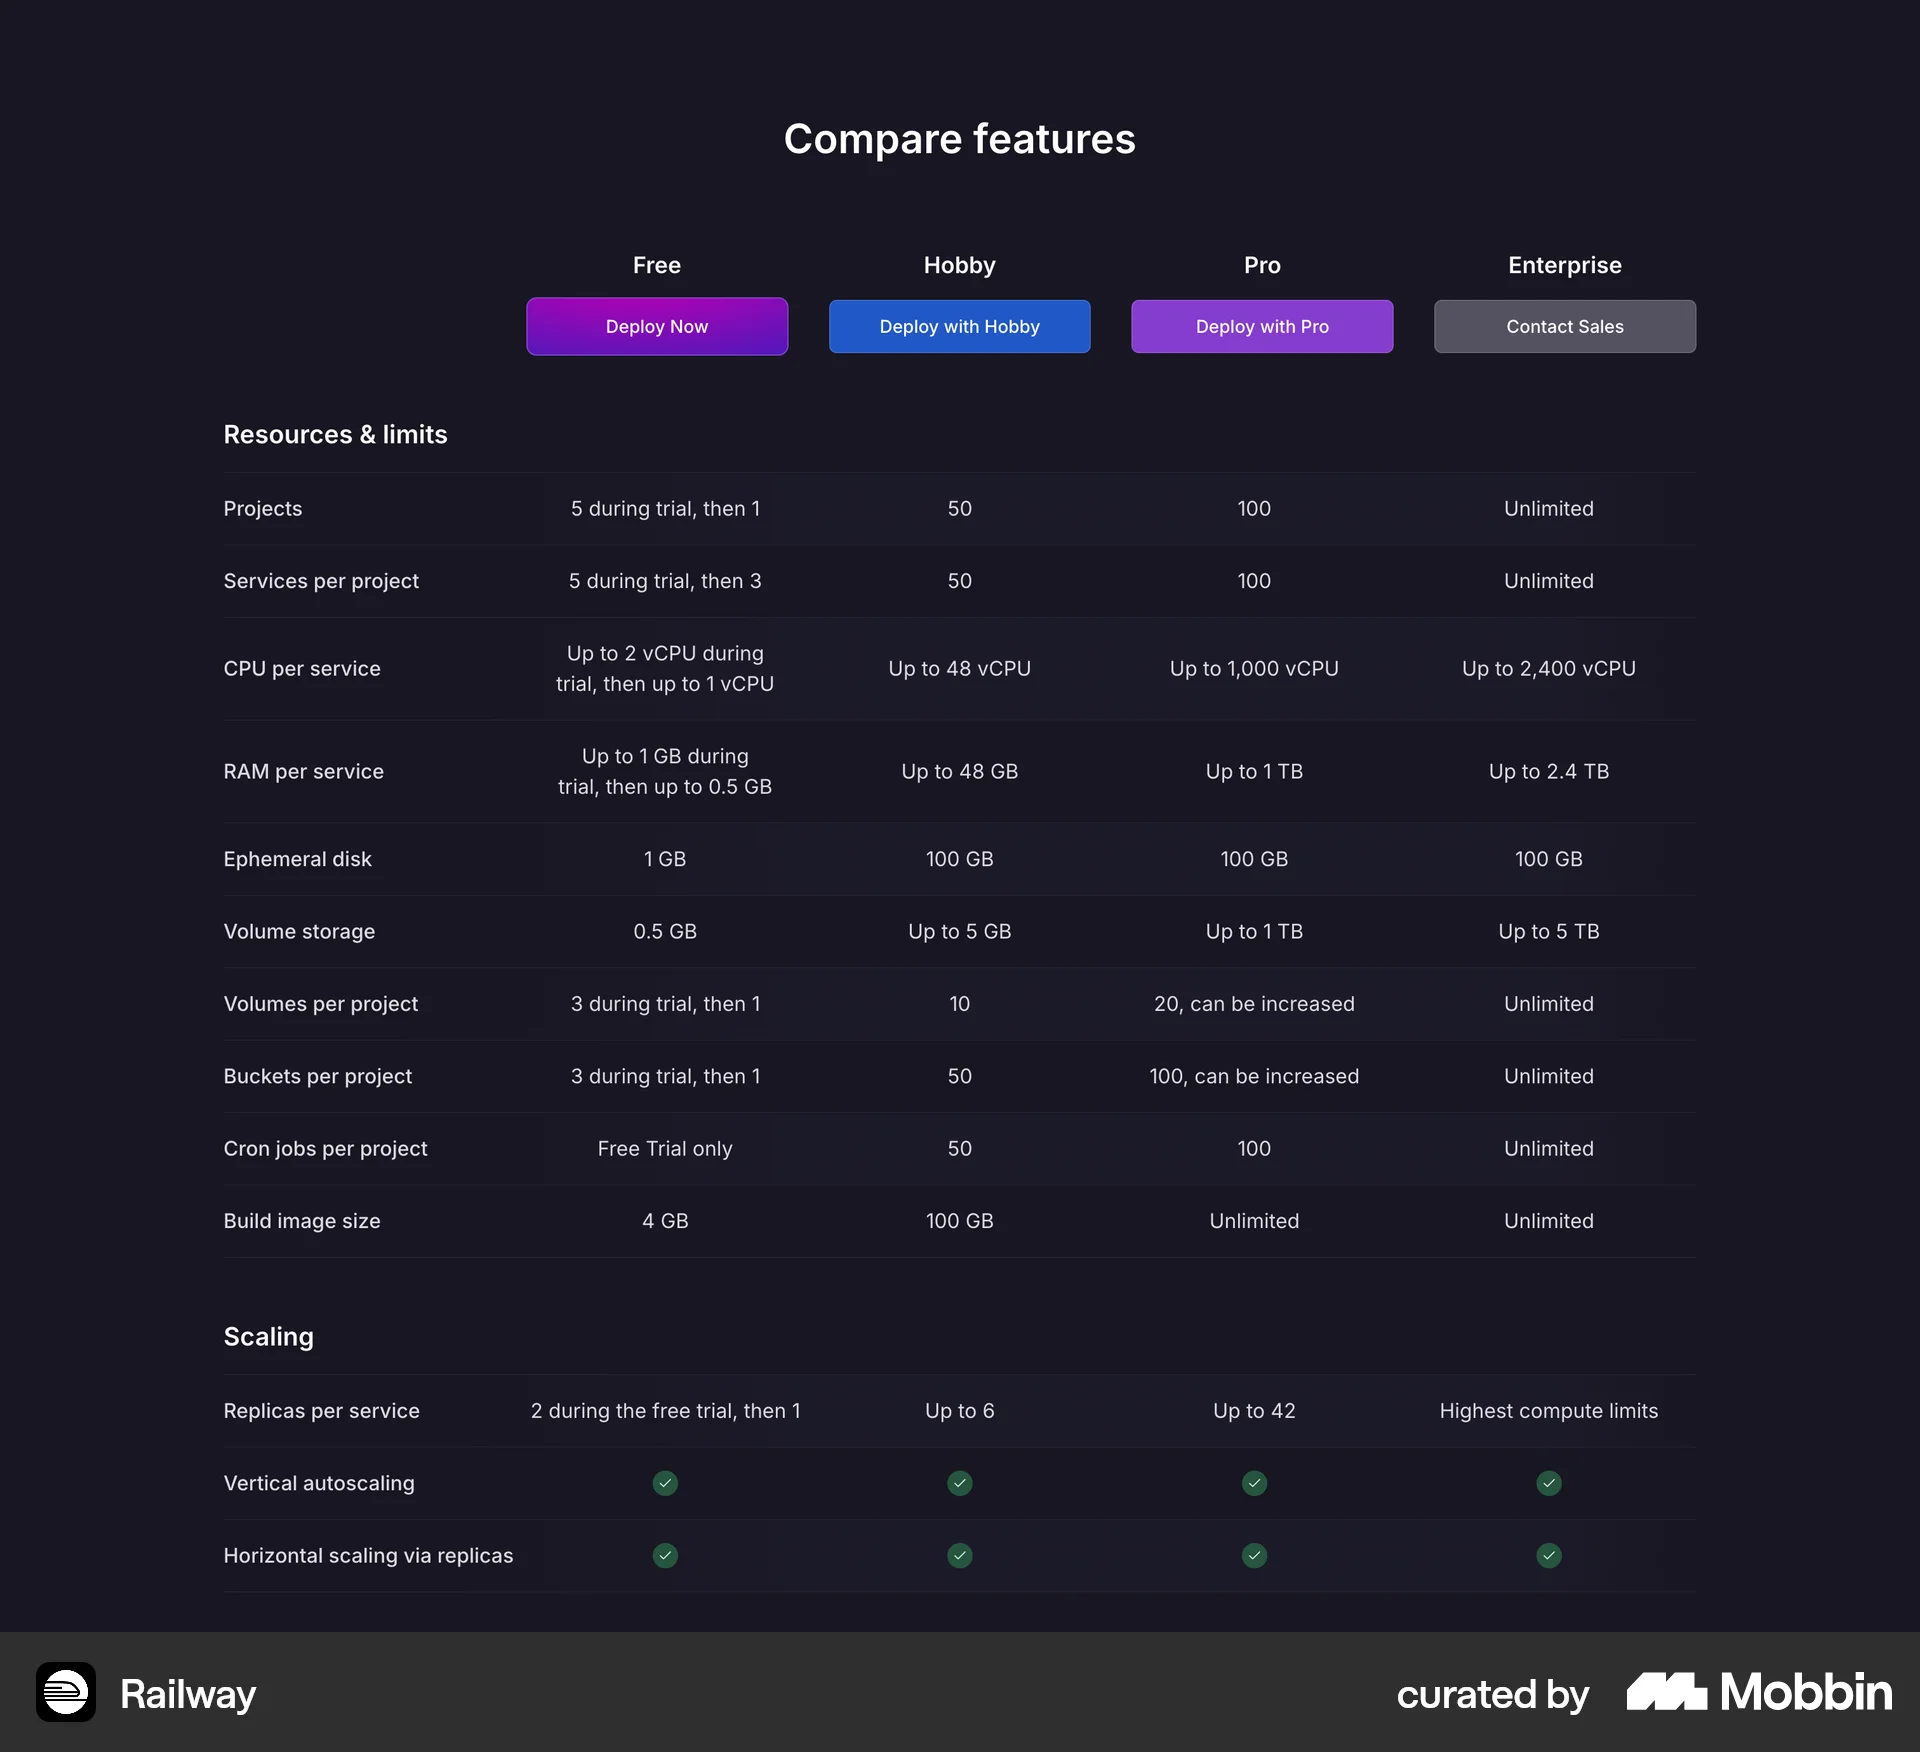 Compare features
Free Hobby Pro Enterprise
Deploy Now Deploy with Hobby Deploy with Pro Contact Sales
Resources & limits
Projects 5 during trial, then 1 50 100 Unlimited
Services per project 5 during trial, then 3 50 100 Unlimited
CPU per service Up to 2 vCPU during
trial, then up to 1 vCPU Up to 48 vCPU Up to 1,000 vCPU Up to 2,400 vCPU
RAM per service Up to 1 GB during
trial, then up to 0.5 GB Up to 48 GB Up to 1 TB Up to 2.4 TB
Ephemeral disk 1 GB 100 GB 100 GB 100 GB
Volume storage 0.5 GB Up to 5 GB Up to 1 TB Up to 5 TB
Volumes per project 3 during trial, then 1 10 20, can be increased Unlimited
Buckets per project 3 during trial, then 1 50 100, can be increased Unlimited
Cron jobs per project Free Trial only 50 100 Unlimited
Build image size 4 GB 100 GB Unlimited Unlimited
Scaling
Replicas per service 2 during the free trial, then 1 Up to 6 Up to 42 Highest compute limits
Vertical autoscaling
Horizontal scaling via replicas
Railway curated by Mobbin